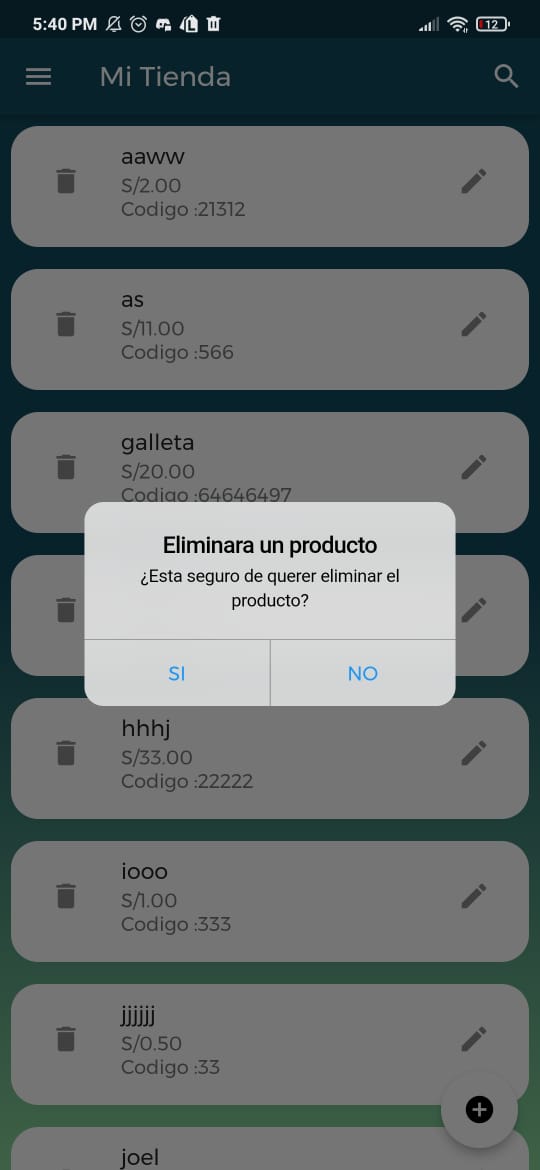 5:40 PM
12
Mi Tienda
aaww
S/2.00
Codigo :21312
as
S/11.00
Codigo :566
galleta
S/20.00
Codigo :64646497
Eliminara un producto
¿Esta seguro de querer eliminar el
producto?
SI
NO
hhhj
S/33.00
Codigo :22222
iooo
S/1.00
Codigo :333
jjjjjj
S/0.50
Codigo :33
joel